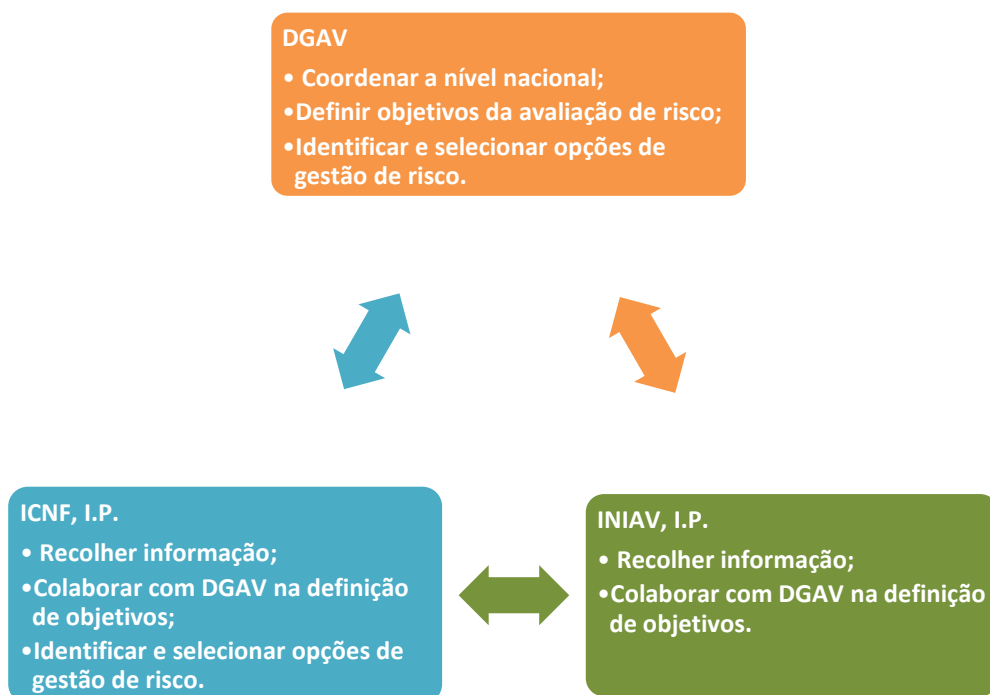 DGAV
• Coordenar a nível nacional;
•Definir objetivos da avaliação de risco;
•Identificar e selecionar opções de
gestão de risco.
ICNF, I.P.
• Recolher informação;
•Colaborar com DGAV na definição
de objetivos;
•Identificar e selecionar opções de
gestão de risco.
INIAV, I.P.
• Recolher informação;
•Colaborar com DGAV na definição
de objetivos.